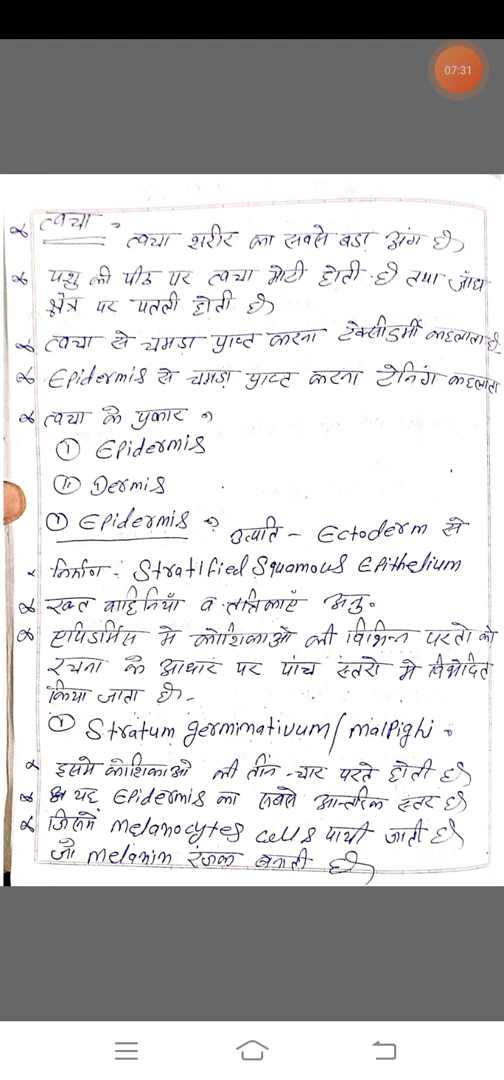 07:31
त्वचा
त्वचा शरीर का सबसे बडा अंग है
पशु की पीठ पर त्वचा मोटी होती है तथा जाँघ
क्षेत्र पर पतली होती है
त्वचा से चमड़ा प्राप्त करना टेक्सीडर्मी कहलाता है
Epidermis से चमड़ा प्राप्त करना टेनिंग कहलाता
त्वचा के प्रकार
① Epidermis
⑪ Dermis
① Epidermis उत्पति - Ectoderm से
निर्माण : Stratified Squamous Epithelium
रक्त वाहिनियाँ व तंत्रिकाएं अनु॰
एपिडर्मिस मे कोशिकाओ की विभिन्न परतो की
रचना के आधार पर पांच स्तरो मे विभेदित
किया जाता है -
① Stratum germinativum/malpighi
इसमे कोशिकाओ की तीन-चार परते होती है
यह Epidermis का सबसे आन्तरिक स्तर है
जिसमे melanocytes cells पायी जाती है
जो melanin रंजक बनाती है